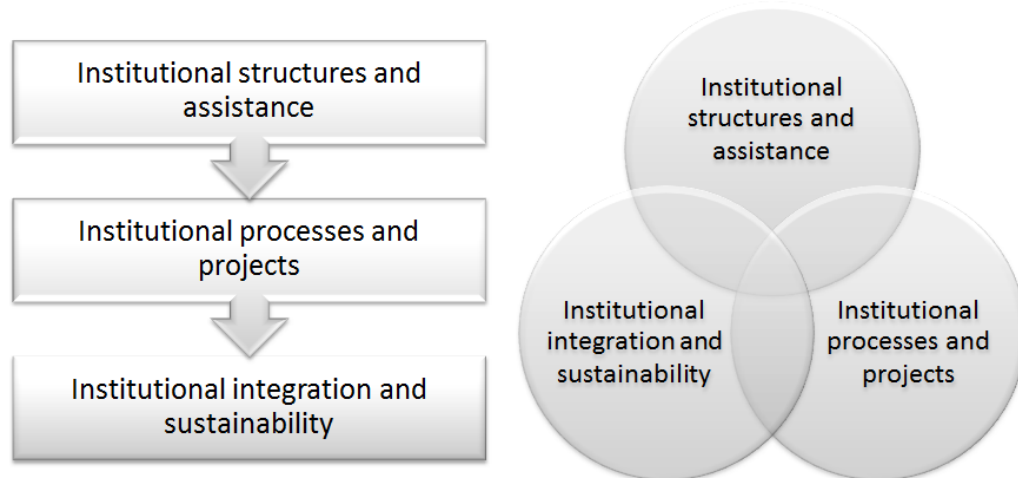 Institutional structures and
assistance
Institutional processes and
projects
Institutional integration and
sustainability
Institutional
structures and
assistance
Institutional
integration and
sustainability
Institutional
processes and
projects